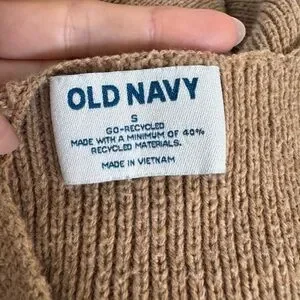 OLD NAVY
S
GO-RECYCLED
MADE WITH A MINIMUM OF 40%
RECYCLED MATERIALS.
MADE IN VIETNAM